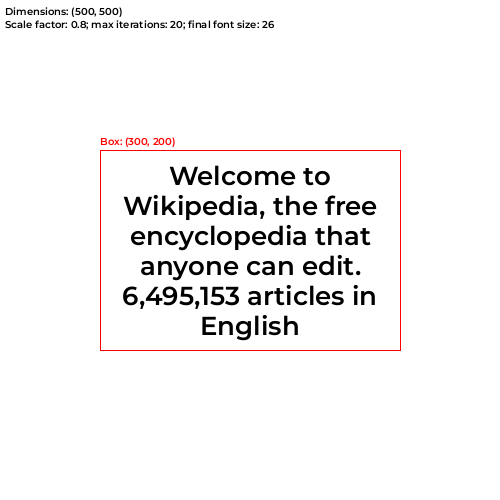 Dimensions: (500, 500)
Scale factor: 0.8; max iterations: 20; final font size: 26
Box: (300, 200)
Welcome to
Wikipedia, the free
encyclopedia that
anyone can edit.
6,495,153 articles in
English